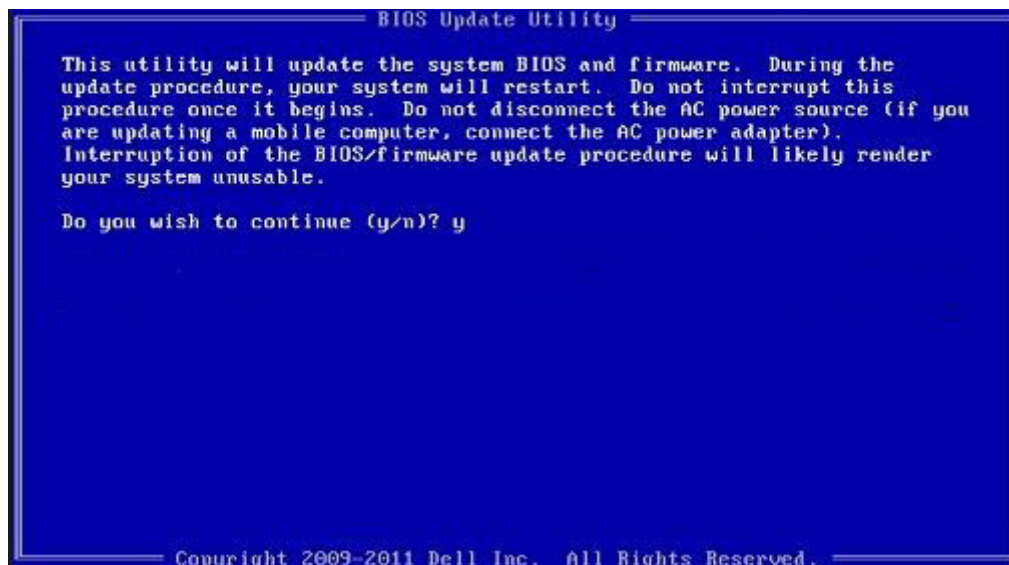 BIOS Update Utility
This utility will update the system BIOS and firmware. During the
update procedure, your system will restart. Do not interrupt this
procedure once it begins. Do not disconnect the AC power source (if you
are updating a mobile computer, connect the AC power adapter).
Interruption of the BIOS/firmware update procedure will likely render
your system unusable.
Do you wish to continue (y/n)? y
Copyright 2009-2011 Dell Inc. All Rights Reserved.